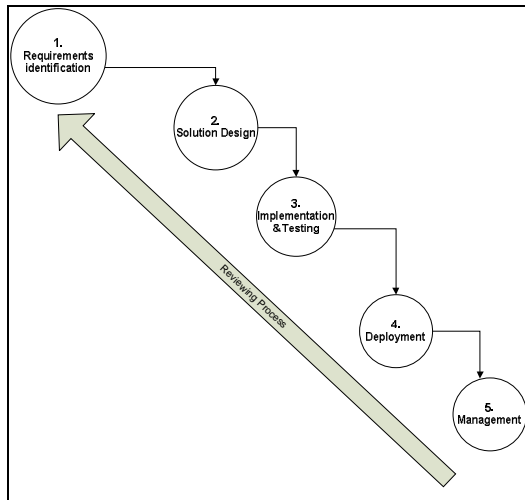 1.
Requirements
identification
2.
Solution Design
3.
Implementation
&Testing
Reviewing Process
4.
Deployment
5.
Management